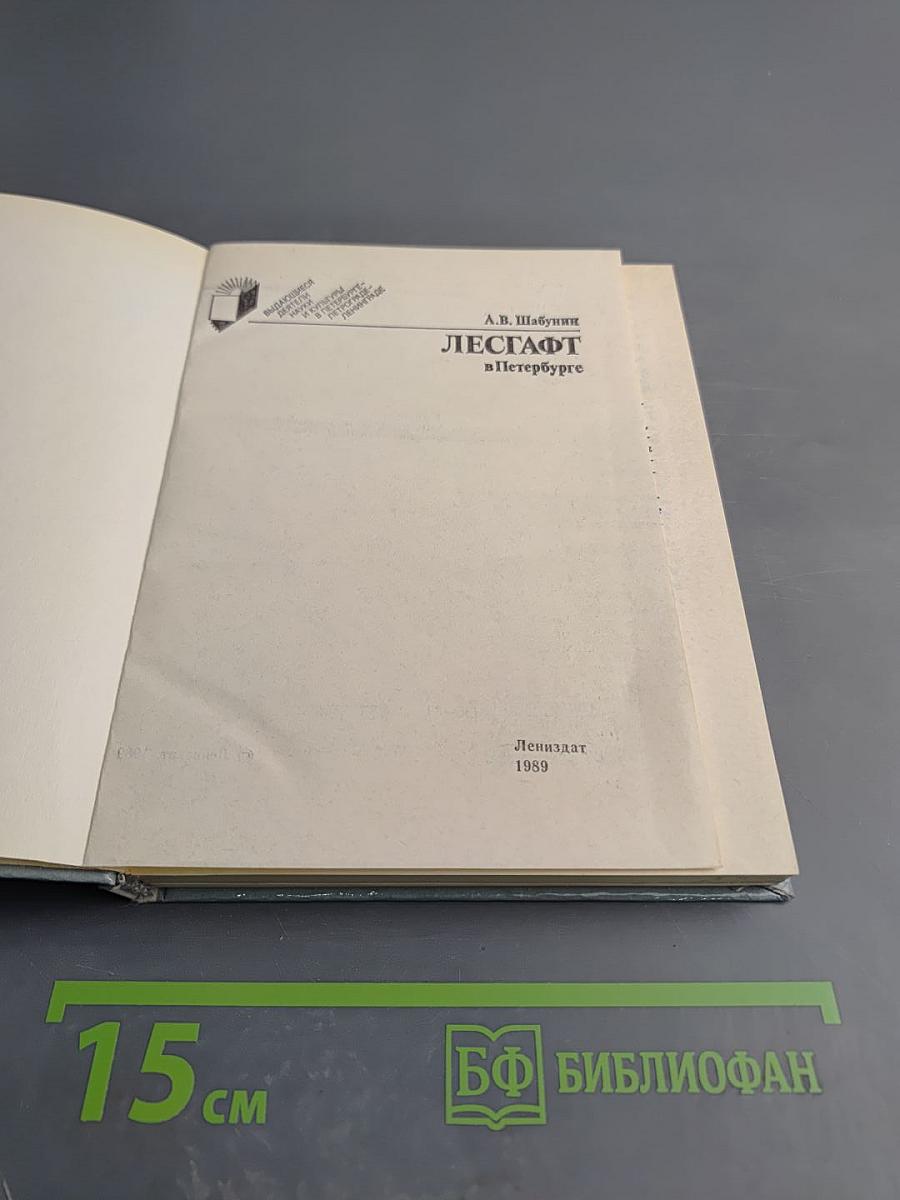 ВЫДАЮЩИЕСЯ
ДЕЯТЕЛИ
НАУКИ
И КУЛЬТУРЫ
В ПЕТЕРБУРГЕ–
ПЕТРОГРАДЕ–
ЛЕНИНГРАДЕ
А.В. Шабунин
ЛЕСГАФТ
в Петербурге
Лениздат
1989
15 см
БФ БИБЛИОФАН